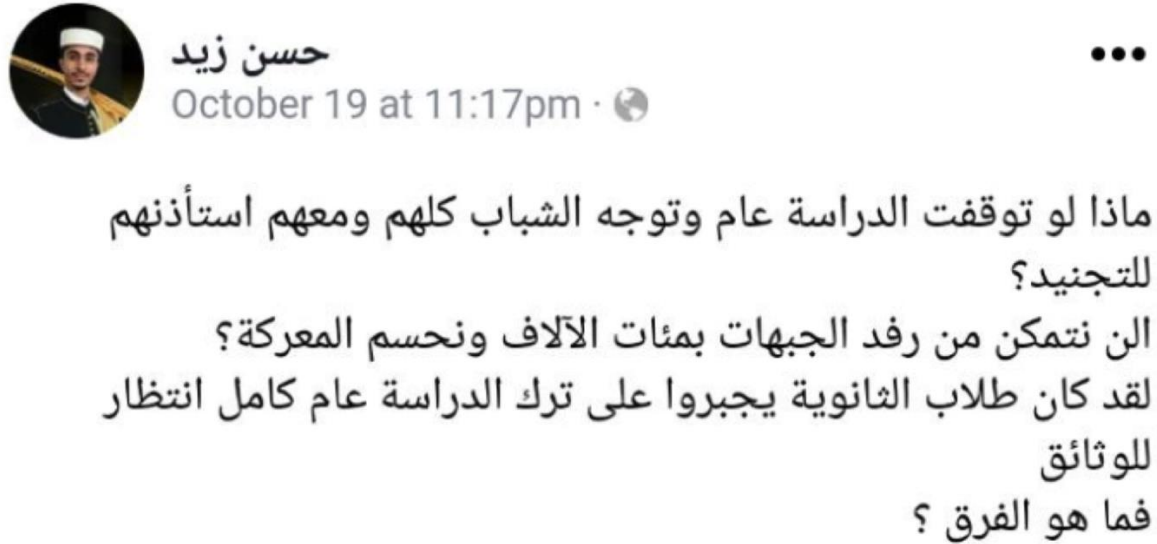 حسن زيد
October 19 at 11:17pm ·
ماذا لو توقفت الدراسة عام وتوجه الشباب كلهم ومعهم استأذنهم
للتجنيد؟
الن نتمكن من رفد الجبهات بمئات الآلاف ونحسم المعركة؟
لقد كان طلاب الثانوية يجبروا على ترك الدراسة عام كامل انتظار
للوثائق
فما هو الفرق ؟